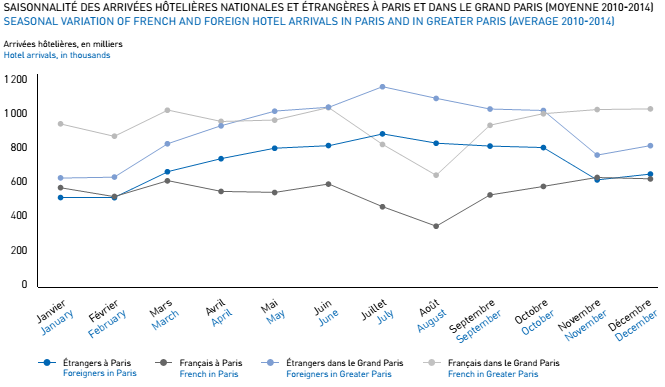 SAISONNALITÉ DES ARRIVÉES HÔTELIÈRES NATIONALES ET ÉTRANGÈRES À PARIS ET DANS LE GRAND PARIS (MOYENNE 2010-2014)
SEASONAL VARIATION OF FRENCH AND FOREIGN HOTEL ARRIVALS IN PARIS AND IN GREATER PARIS (AVERAGE 2010-2014)
Arrivées hôtelières, en milliers
Hotel arrivals, in thousands
1 200
1 000
800
600
400
200
0
Janvier
January
Février
February
Mars
March
Avril
April
Mai
May
Juin
June
Juillet
July
Août
August
Septembre
September
Octobre
October
Novembre
November
Décembre
December
Étrangers à Paris
Foreigners in Paris
Français à Paris
French in Paris
Étrangers dans le Grand Paris
Foreigners in Greater Paris
Français dans le Grand Paris
French in Greater Paris